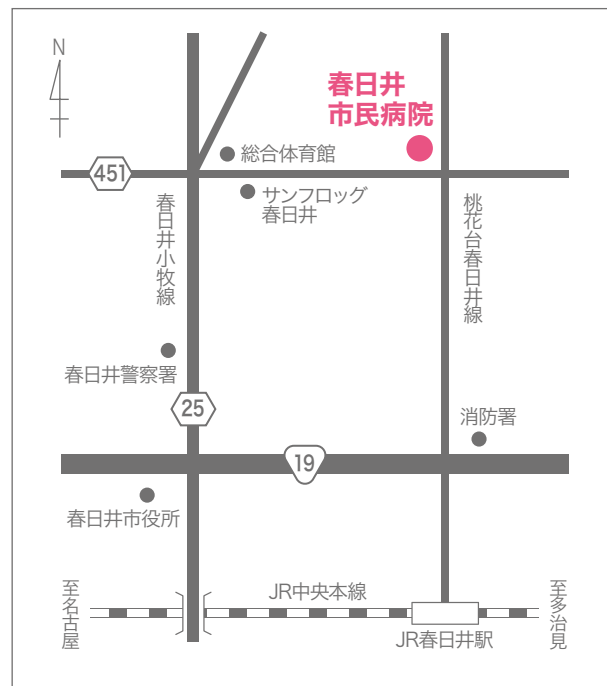 N
春日井
市民病院
総合体育館
451
サンフロッグ
春日井
春日井小牧線
桃花台春日井線
春日井警察署
25
消防署
19
春日井市役所
JR中央本線
至名古屋
至多治見
JR春日井駅